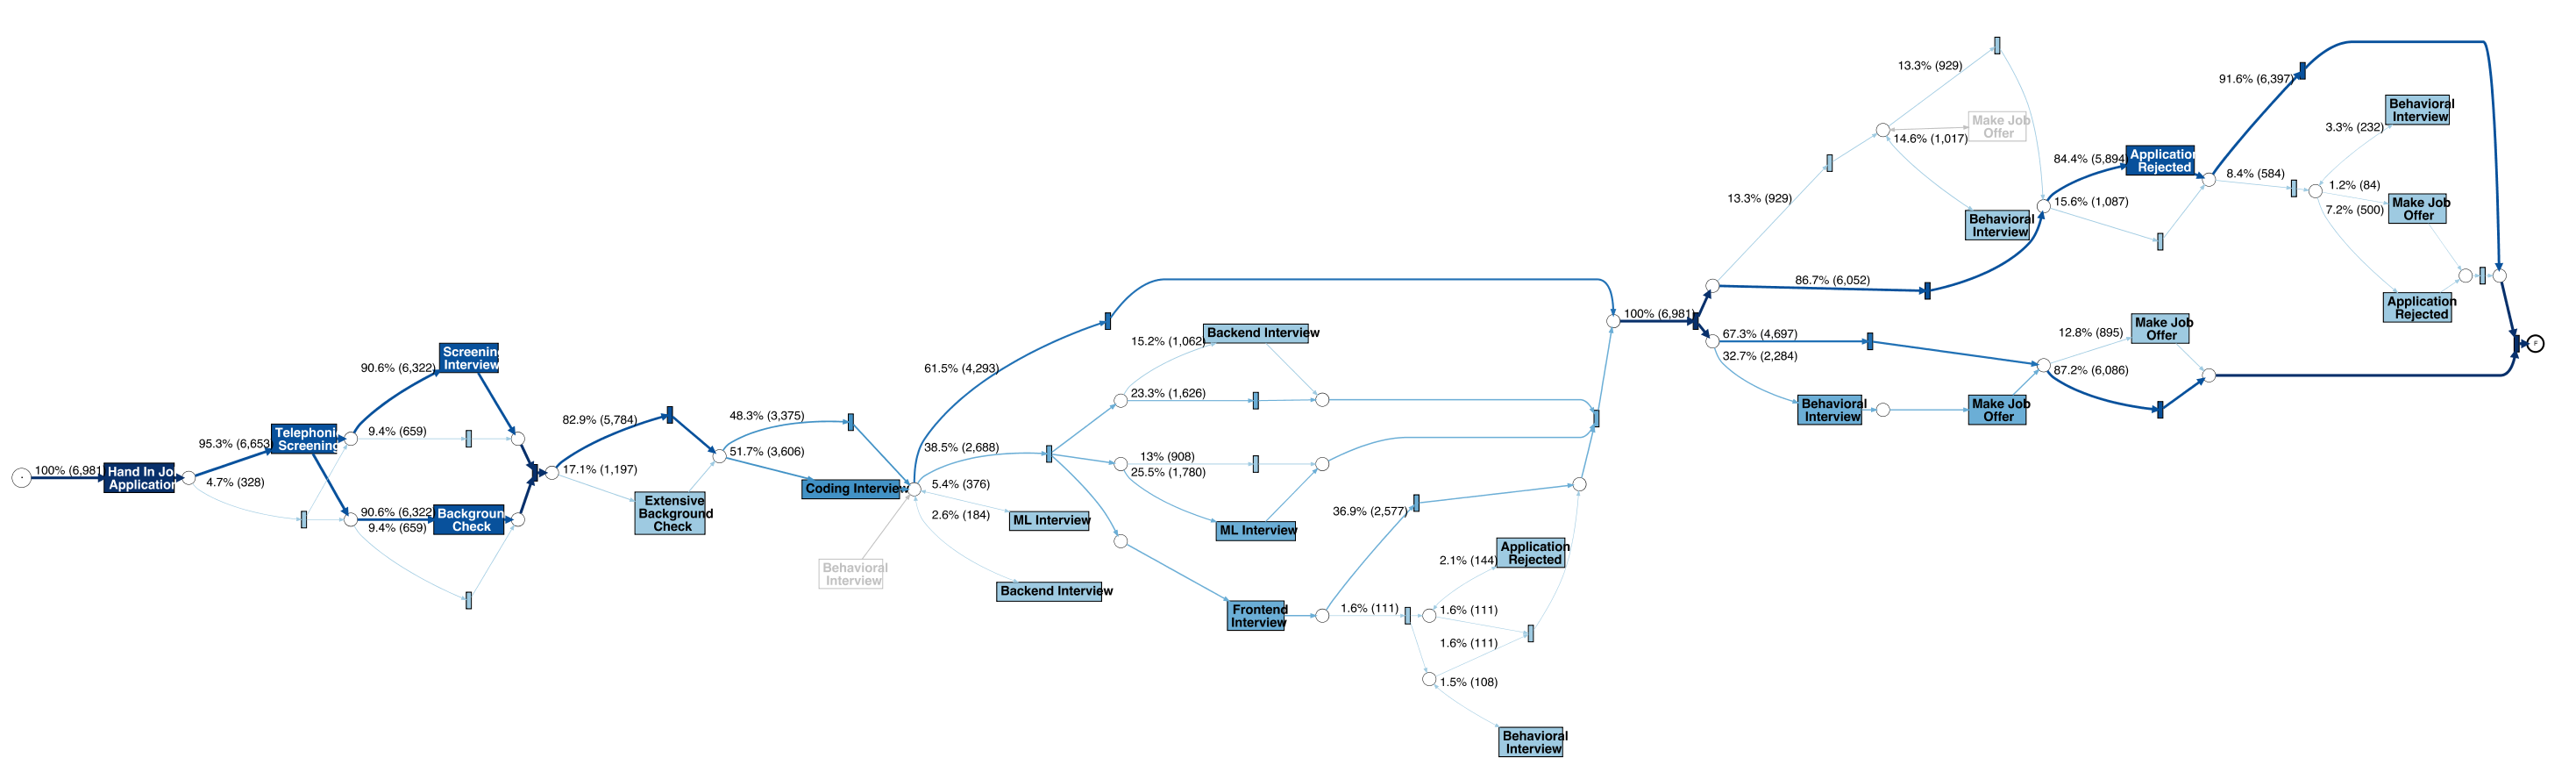 100% (6,981
Hand In Jo
Application
95.3% (6,653)
4.7% (328)
Telephoni
Screening
90.6% (6,322)
9.4% (659)
Screenin
Interview
90.6% (6,322
9.4% (659)
Backgroun
Check
82.9% (5,784)
17.1% (1,197)
Extensive
Background
Check
48.3% (3,375)
51.7% (3,606)
Coding Interview
61.5% (4,293)
38.5% (2,688)
5.4% (376)
2.6% (184)
Behavioral
Interview
ML Interview
Backend Interview
15.2% (1,062)
Backend Interview
23.3% (1,626)
13% (908)
25.5% (1,780)
ML Interview
Frontend
Interview
36.9% (2,577)
1.6% (111)
2.1% (144)
Application
Rejected
1.6% (111)
1.6% (111)
1.5% (108)
Behavioral
Interview
100% (6,981)
13.3% (929)
86.7% (6,052)
13.3% (929)
14.6% (1,017)
Make Job
Offer
Behavioral
Interview
67.3% (4,697)
32.7% (2,284)
Behavioral
Interview
Make Job
Offer
84.4% (5,894
15.6% (1,087)
Application
Rejected
12.8% (895)
87.2% (6,086)
Make Job
Offer
91.6% (6,397)
8.4% (584)
3.3% (232)
1.2% (84)
7.2% (500)
Behavioral
Interview
Make Job
Offer
Application
Rejected
F